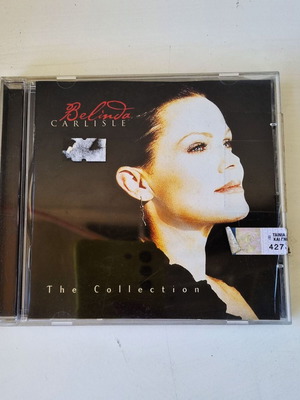 Belinda
CARLISLE
The Collection
427